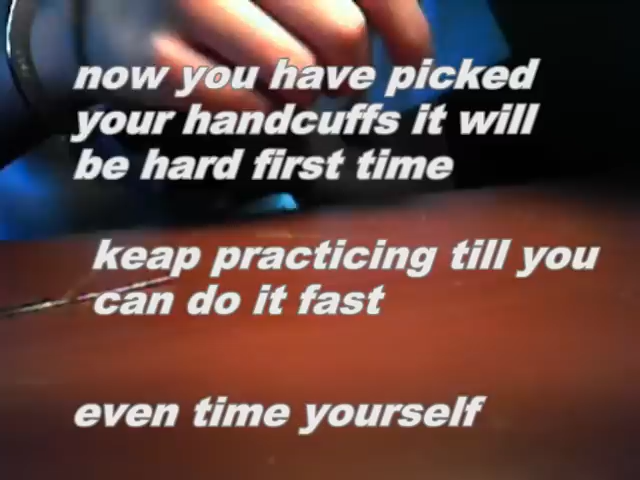 now you have picked
your handcuffs it will
be hard first time
keap practicing till you
can do it fast
even time yourself